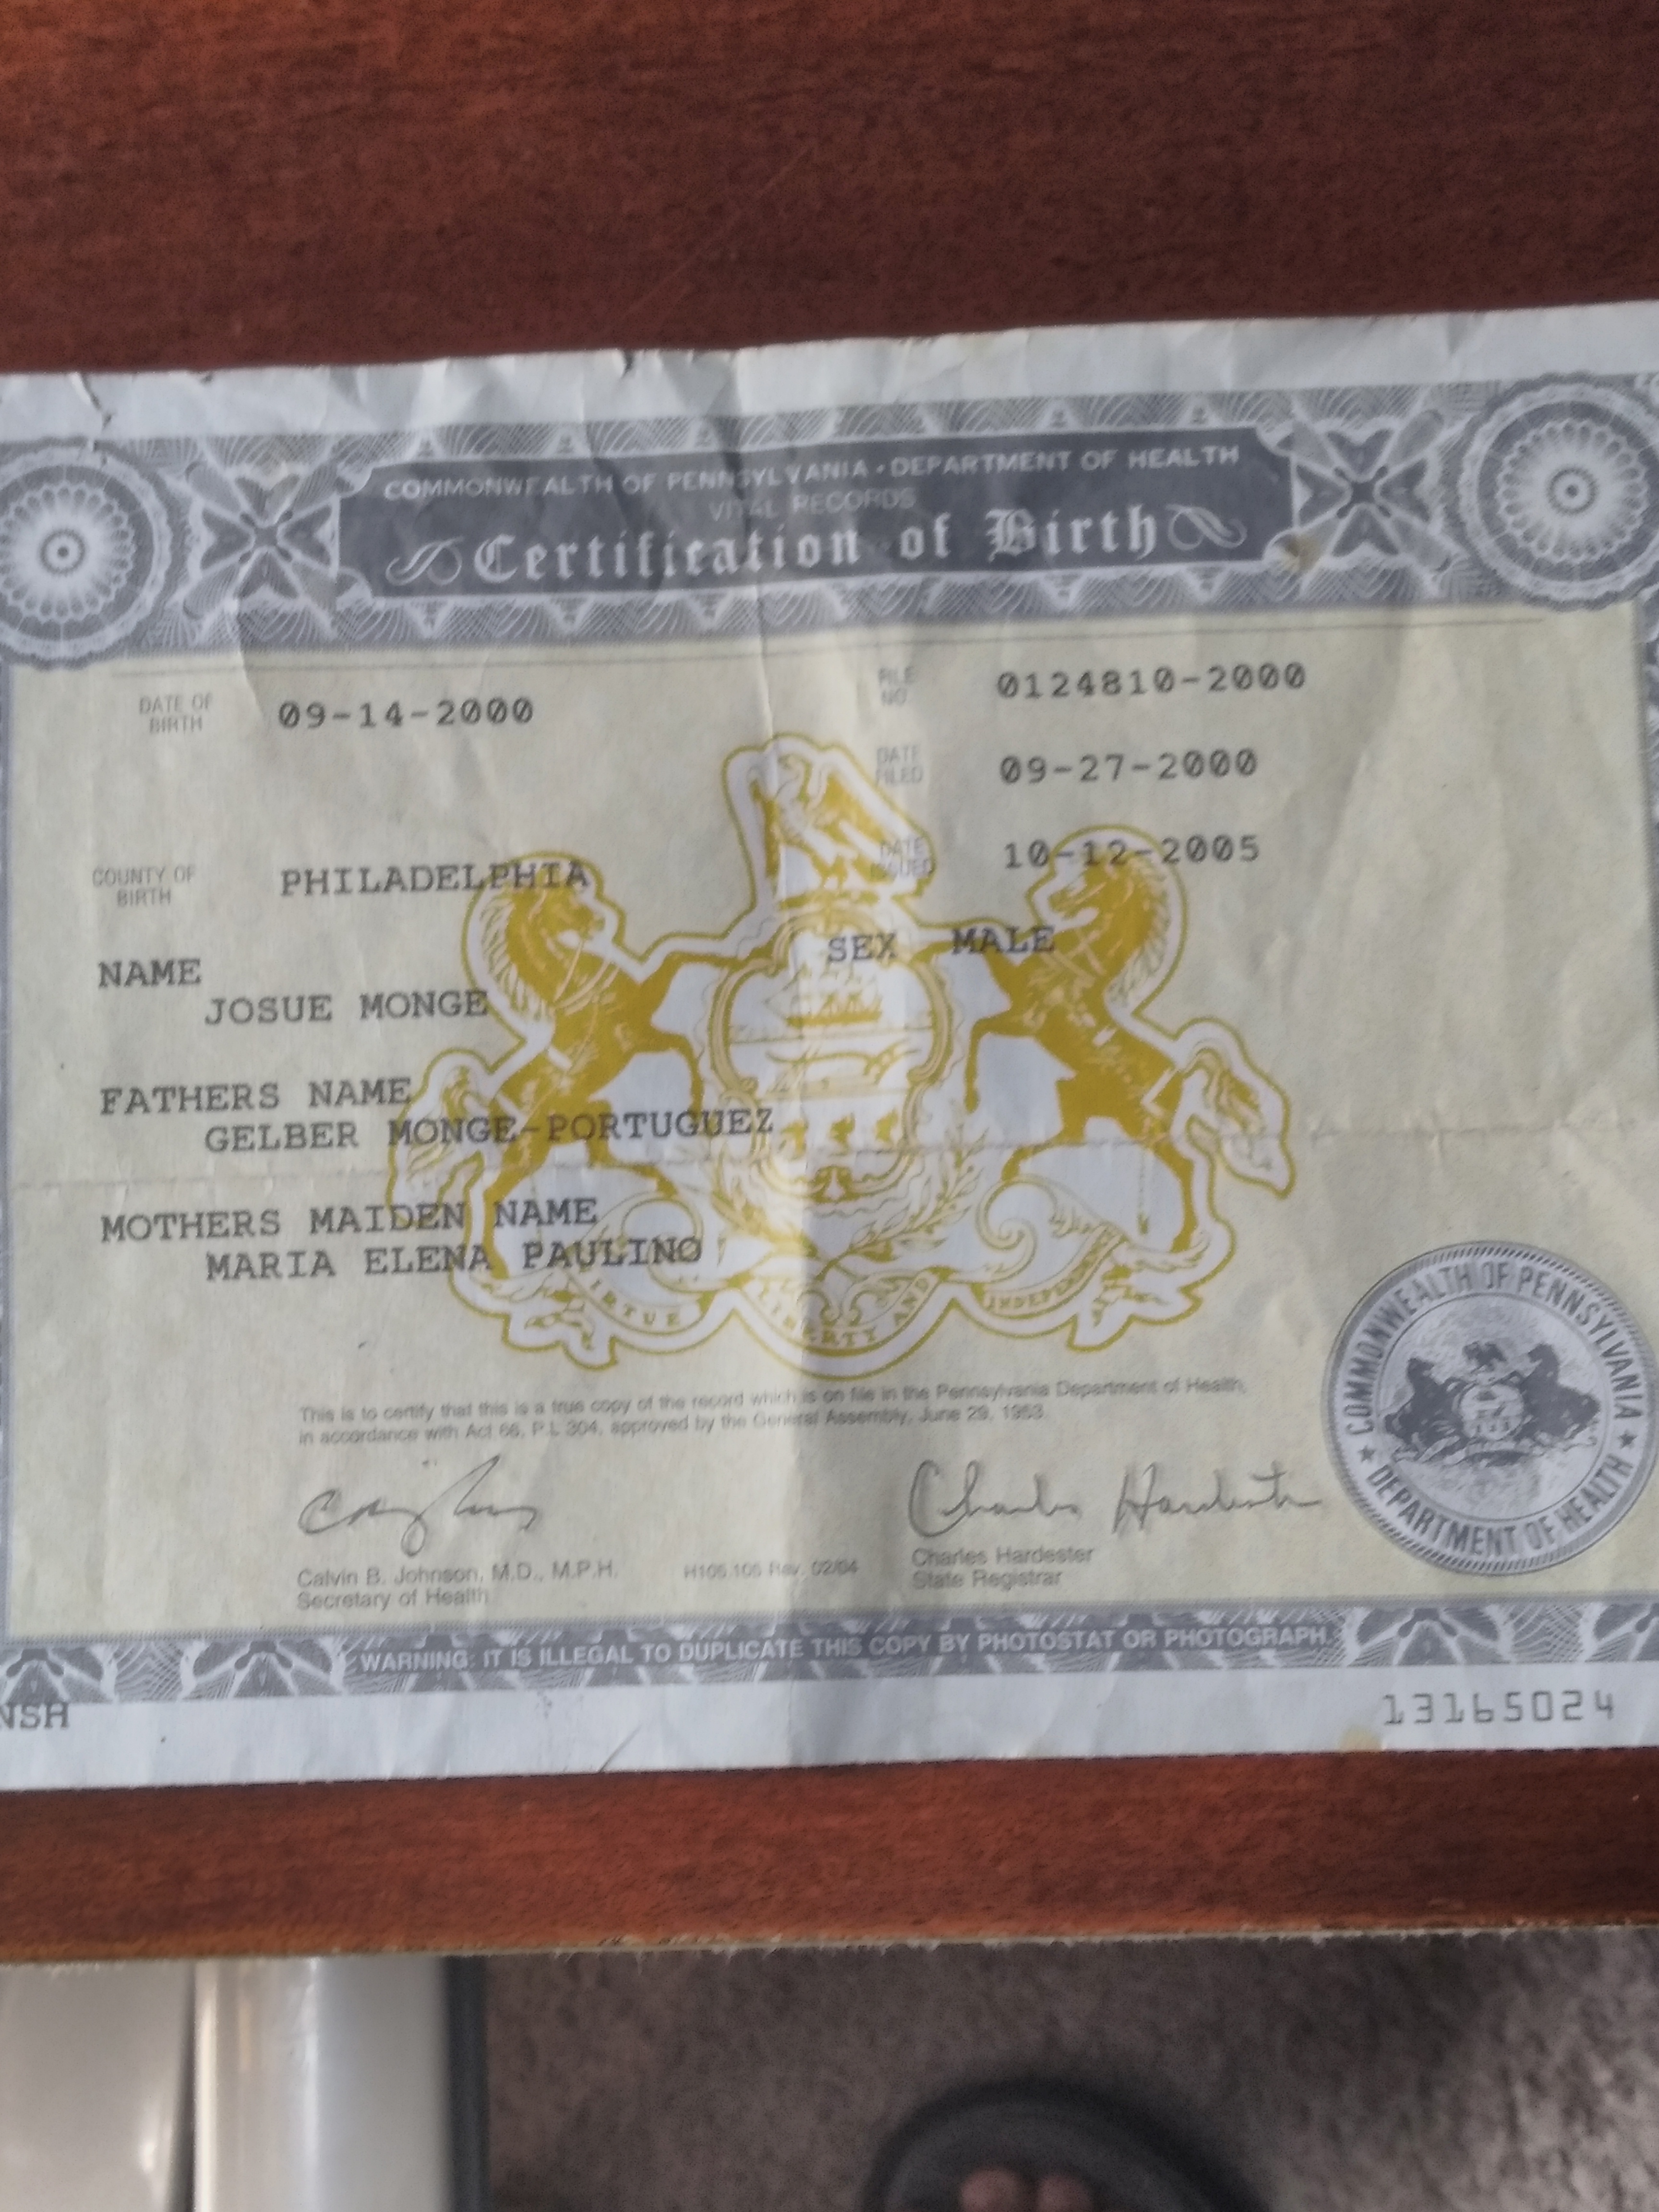 COMMONWEALTH OF PENNSYLVANIA • DEPARTMENT OF HEALTH
VITAL RECORDS
Certification of Birth
DATE OF BIRTH 09-14-2000
FILE NO. 0124810-2000
DATE FILED 09-27-2000
DATE ISSUED 10-12-2005
COUNTY OF BIRTH PHILADELPHIA
NAME SEX MALE
JOSUE MONGE
FATHERS NAME
GELBER MONGE-PORTUGUEZ
MOTHERS MAIDEN NAME
MARIA ELENA PAULINO
VIRTUE LIBERTY AND INDEPENDENCE
This is to certify that this is a true copy of the record which is on file in the Pennsylvania Department of Health,
in accordance with Act 66, P.L. 304, approved by the General Assembly, June 29, 1953.
Charles Hardester
Calvin B. Johnson, M.D., M.P.H.
Secretary of Health
H105.105 Rev. 02/04
Charles Hardester
State Registrar
COMMONWEALTH OF PENNSYLVANIA ★ DEPARTMENT OF HEALTH ★
WARNING: IT IS ILLEGAL TO DUPLICATE THIS COPY BY PHOTOSTAT OR PHOTOGRAPH.
NSH
13165024